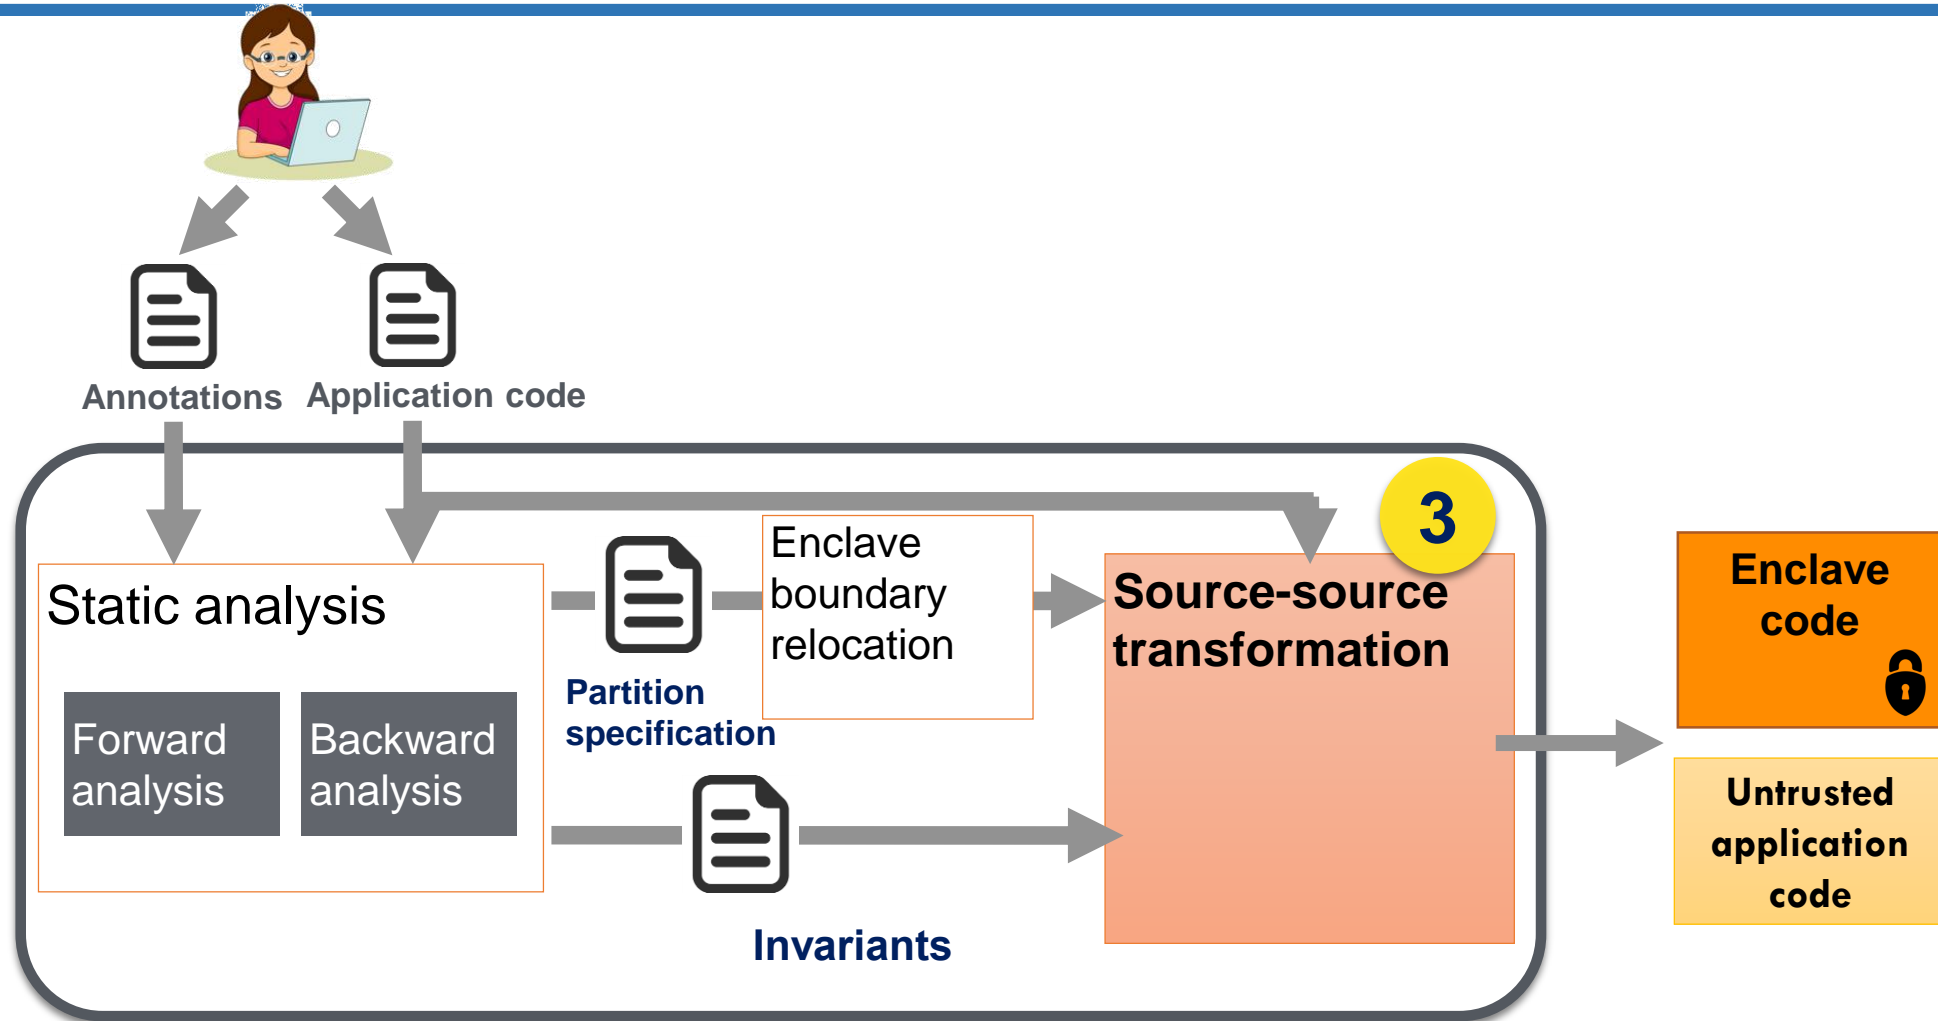 Annotations
Application code
3
Static analysis
Forward
analysis
Backward
analysis
Partition
specification
Enclave
boundary
relocation
Source-source
transformation
Invariants
Enclave
code
Untrusted
application
code